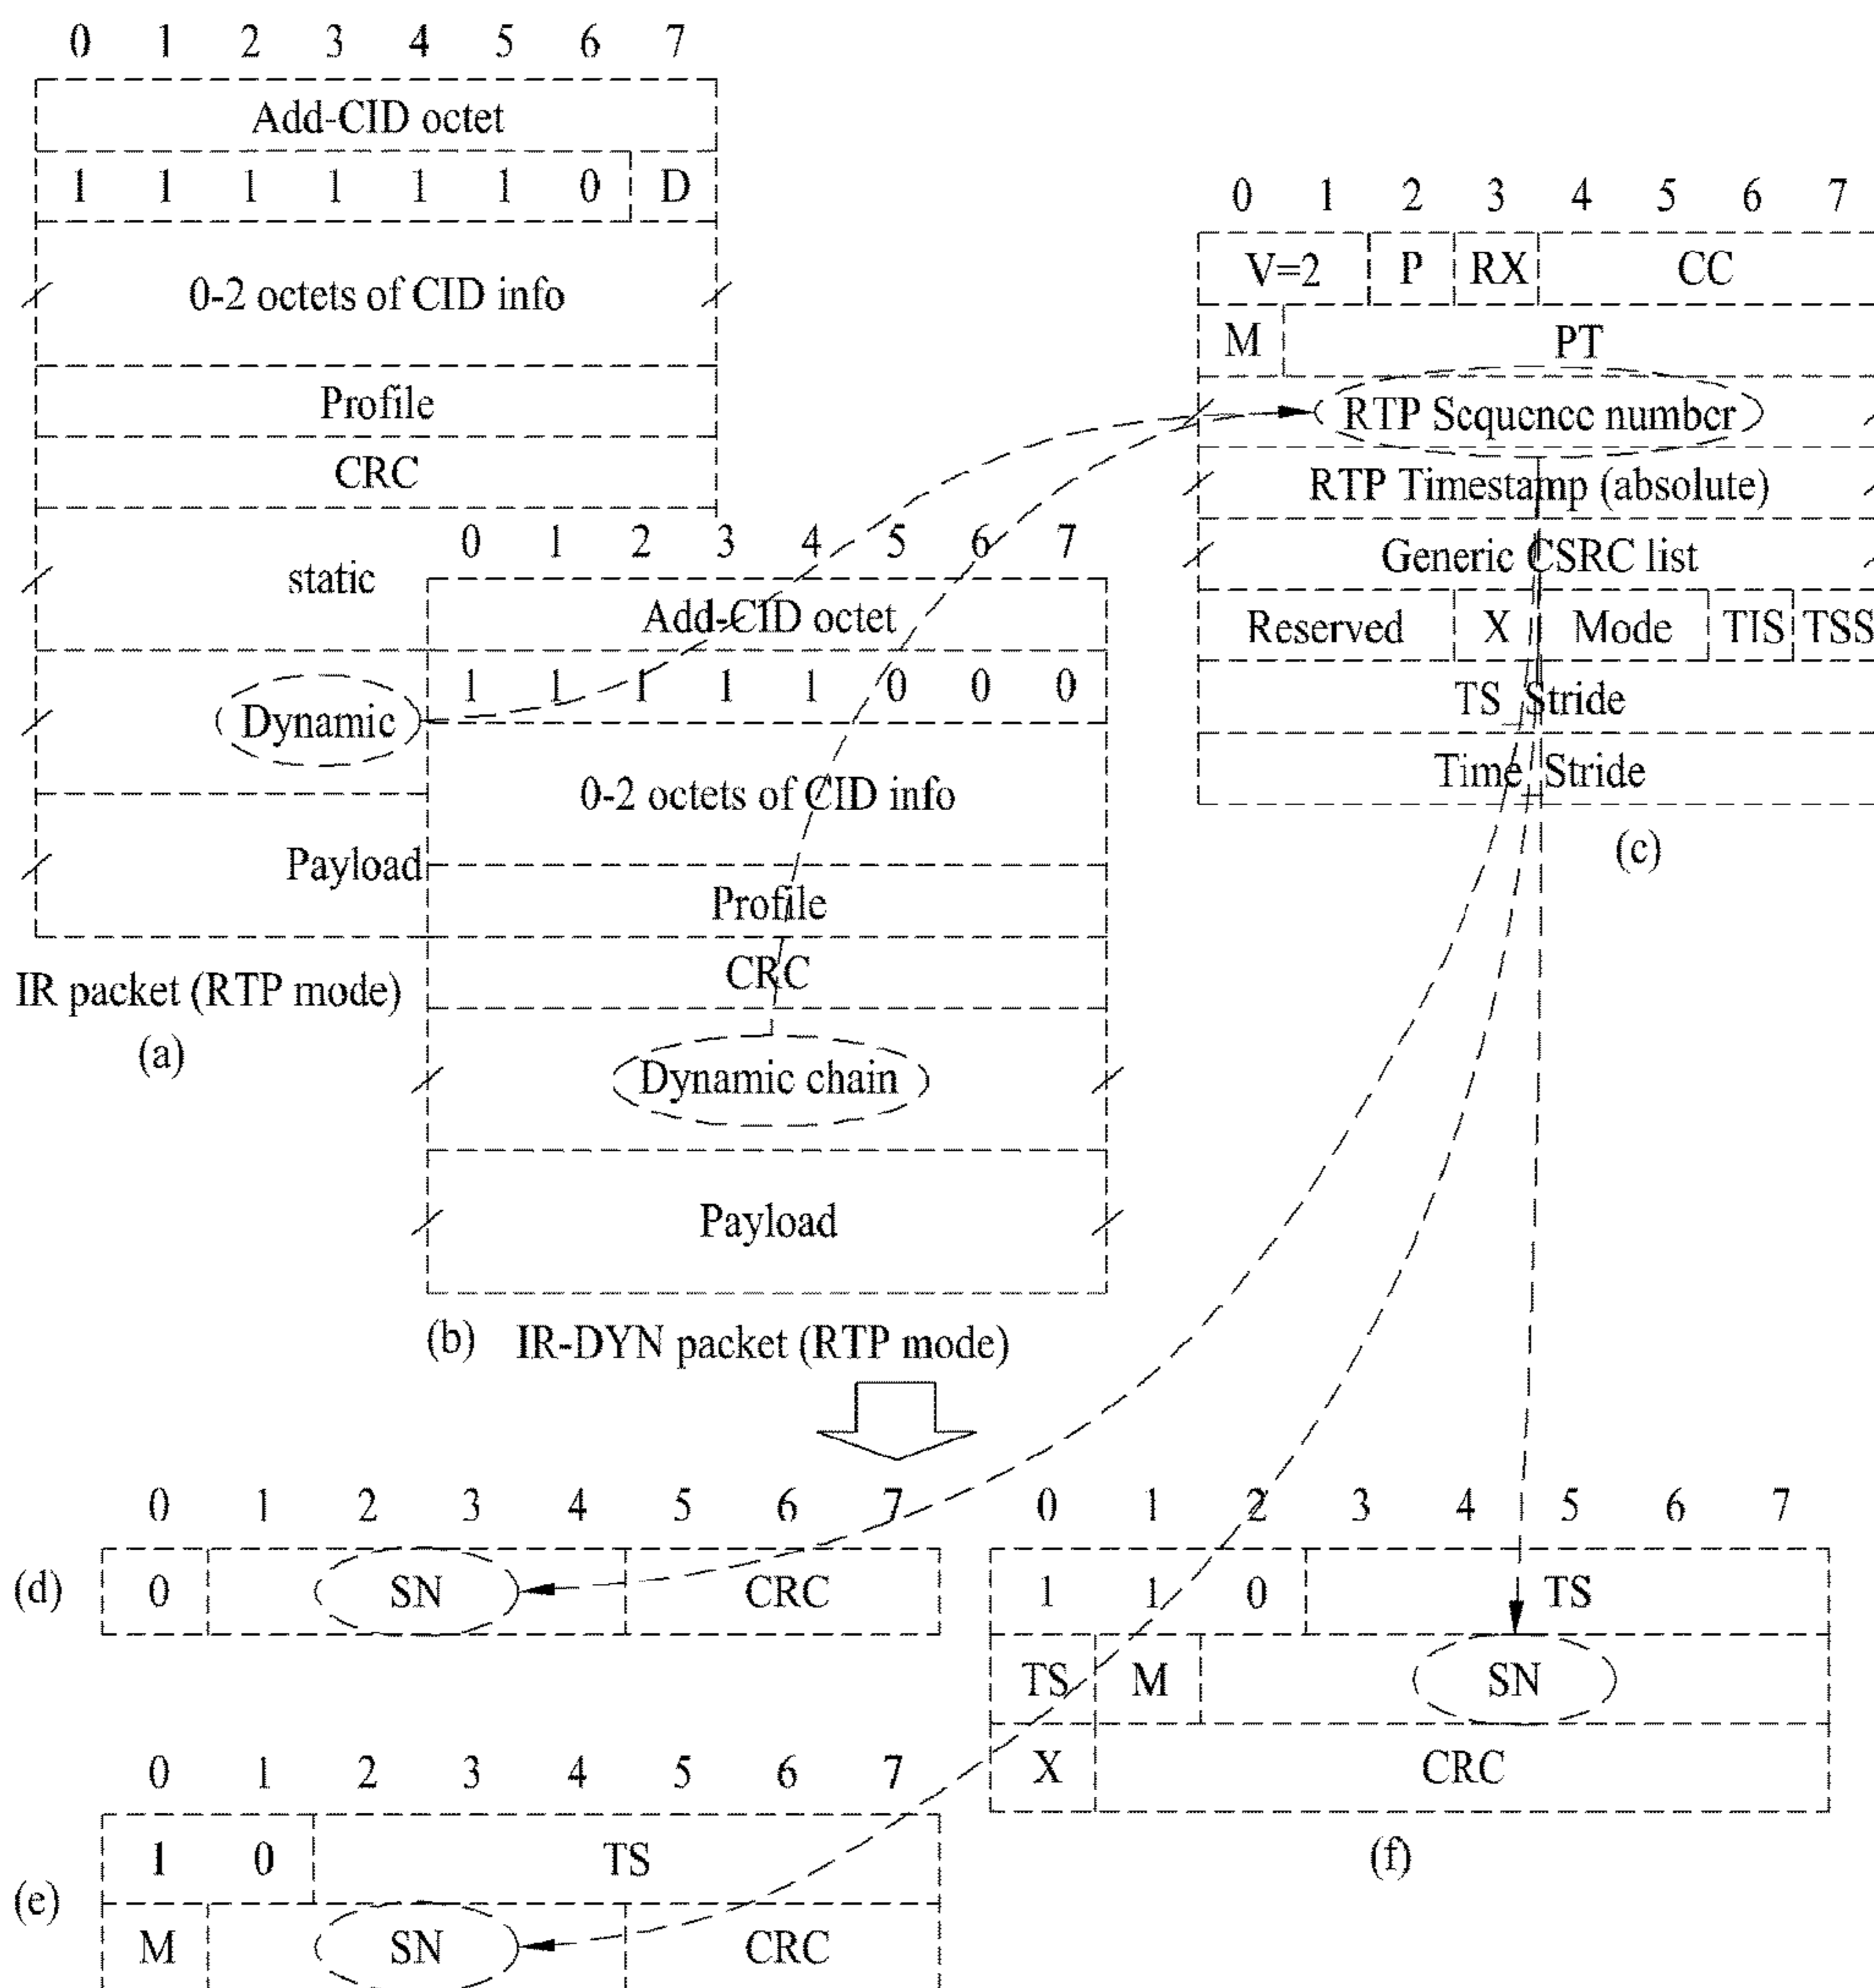 0 1 2 3 4 5 6 7
Add-CID octet
1 1 1 1 1 1 0 D
0-2 octets of CID info
Profile
CRC
static
Dynamic
Payload
IR packet (RTP mode)
(a)
0 1 2 3 4 5 6 7
Add-CID octet
1 1 1 1 1 0 0 0
0-2 octets of CID info
Profile
CRC
Dynamic chain
Payload
(b) IR-DYN packet (RTP mode)
0 1 2 3 4 5 6 7
V=2 P RX CC
M PT
RTP Sequence number
RTP Timestamp (absolute)
Generic CSRC list
Reserved X Mode TIS TSS
TS_Stride
Time_Stride
(c)
0 1 2 3 4 5 6 7
(d) 0 SN CRC
0 1 2 3 4 5 6 7
(e)
1 0 TS
M SN CRC
0 1 2 3 4 5 6 7
1 1 0 TS
TS M SN
X CRC
(f)